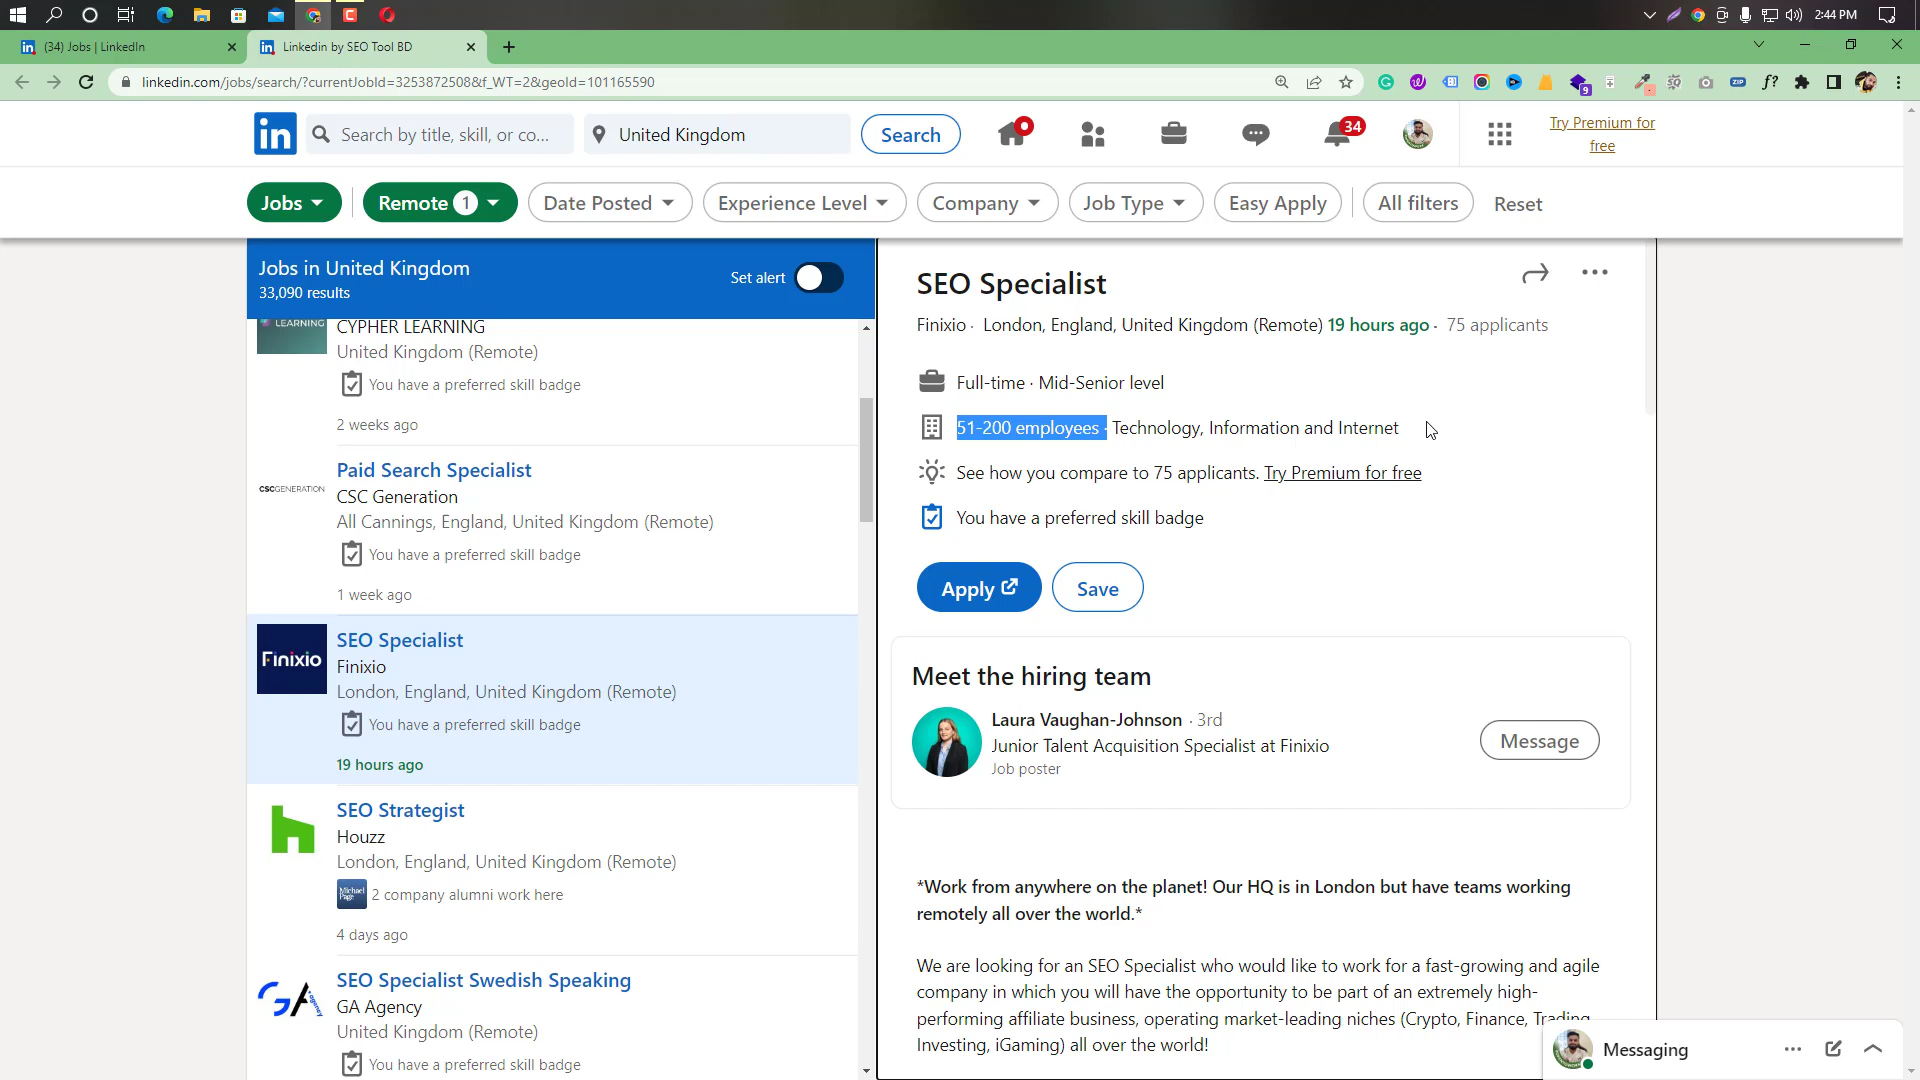 2:44 PM
(34) Jobs | LinkedIn
Linkedin by SEO Tool BD
linkedin.com/jobs/search/?currentJobId=3253872508&f_WT=2&geoId=101165590
9
ZIP
f?
in
Search by title, skill, or co...
United Kingdom
Search
34
Try Premium for
free
Jobs
Remote 1
Date Posted
Experience Level
Company
Job Type
Easy Apply
All filters
Reset
Jobs in United Kingdom
33,090 results
Set alert
LEARNING
CYPHER LEARNING
United Kingdom (Remote)
You have a preferred skill badge
2 weeks ago
Paid Search Specialist
CSCGENERATION
CSC Generation
All Cannings, England, United Kingdom (Remote)
You have a preferred skill badge
1 week ago
SEO Specialist
Finixio
Finixio
London, England, United Kingdom (Remote)
You have a preferred skill badge
19 hours ago
SEO Strategist
Houzz
London, England, United Kingdom (Remote)
Michael Page
2 company alumni work here
4 days ago
SEO Specialist Swedish Speaking
GA agency
GA Agency
United Kingdom (Remote)
You have a preferred skill badge
SEO Specialist
Finixio · London, England, United Kingdom (Remote) 19 hours ago · 75 applicants
Full-time · Mid-Senior level
51-200 employees · Technology, Information and Internet
See how you compare to 75 applicants. Try Premium for free
You have a preferred skill badge
Apply
Save
Meet the hiring team
Laura Vaughan-Johnson · 3rd
Junior Talent Acquisition Specialist at Finixio
Job poster
Message
*Work from anywhere on the planet! Our HQ is in London but have teams working
remotely all over the world.*
We are looking for an SEO Specialist who would like to work for a fast-growing and agile
company in which you will have the opportunity to be part of an extremely high-
performing affiliate business, operating market-leading niches (Crypto, Finance, Trading,
Investing, iGaming) all over the world!
Messaging